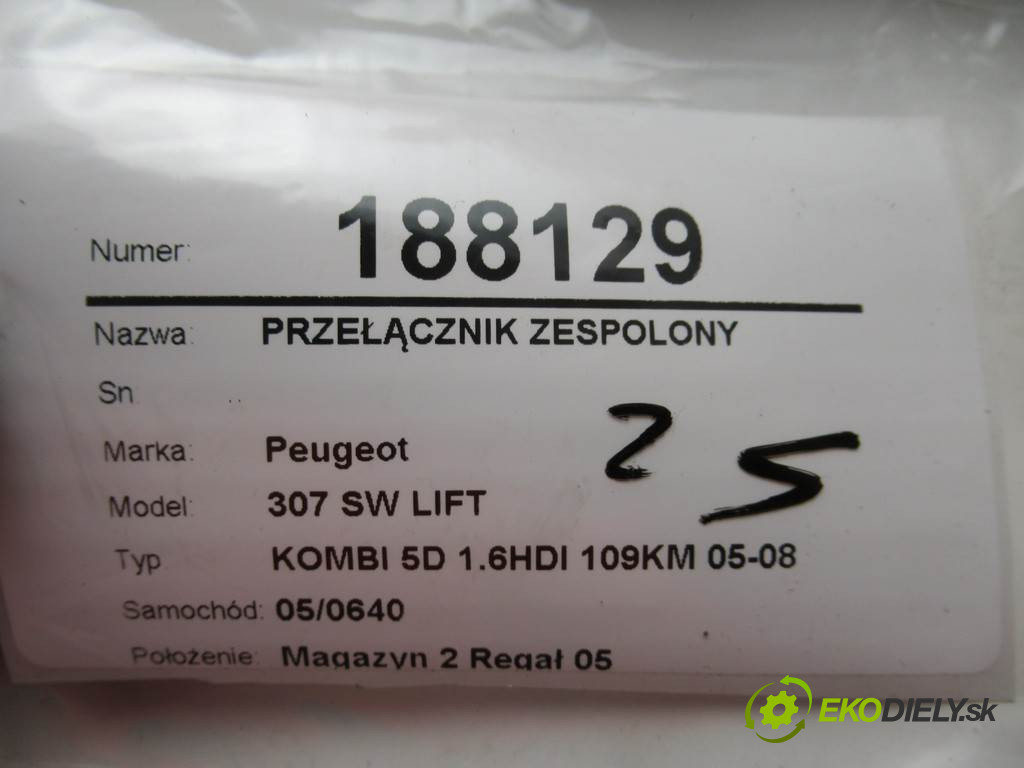 Numer: 188129
Nazwa: PRZEŁĄCZNIK ZESPOLONY
Sn
Marka: Peugeot
Model: 307 SW LIFT
Typ KOMBI 5D 1.6HDI 109KM 05-08
Samochód: 05/0640
Położenie: Magazyn 2 Regał 05
2 5
EKODIELY.sk